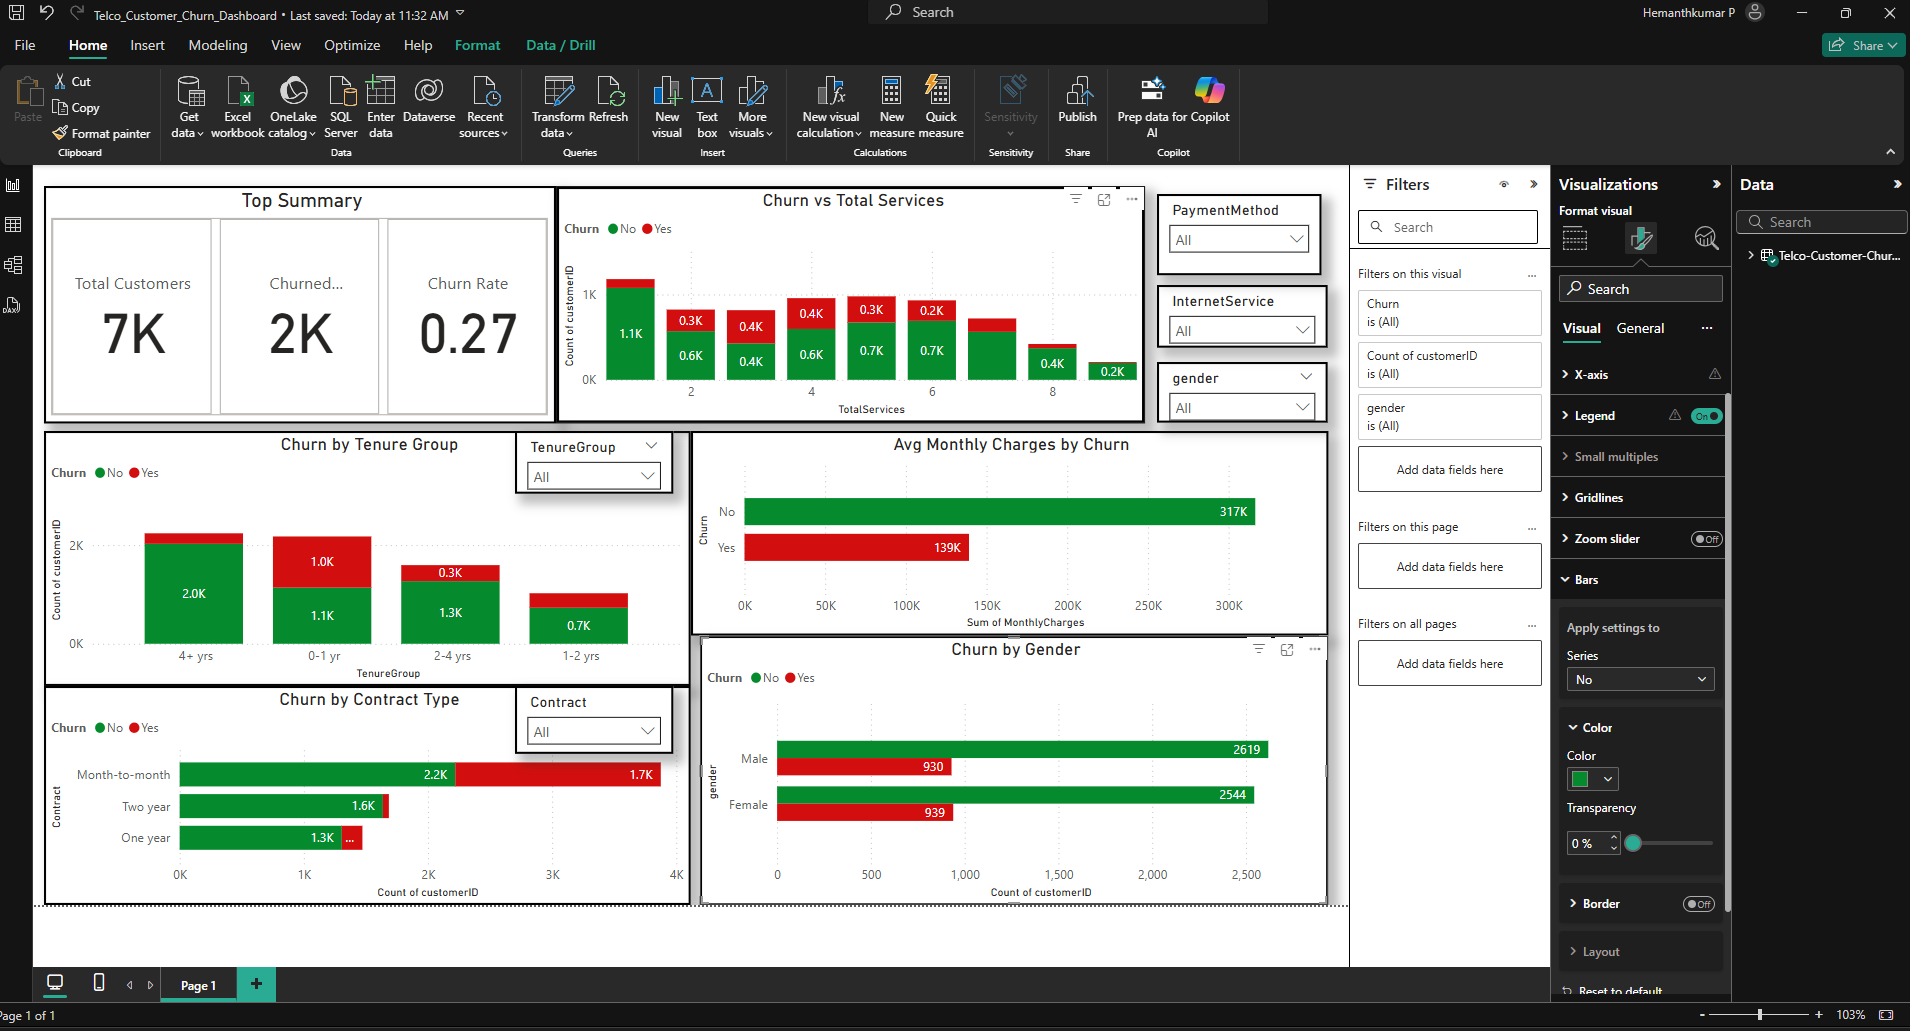 Telco_Customer_Churn_Dashboard • Last saved: Today at 11:32 AM
Search
Hemanthkumar P
File Home Insert Modeling View Optimize Help Format Data / Drill
Share
Paste
Cut
Copy
Format painter
Clipboard
Get data
Excel workbook
OneLake catalog
SQL Server
Enter data
Dataverse
Recent sources
Data
Transform data
Refresh
Queries
New visual
Text box
More visuals
Insert
New visual calculation
New measure
Quick measure
Calculations
Sensitivity
Sensitivity
Publish
Share
Prep data for AI
Copilot
Copilot
Top Summary
Total Customers
7K
Churned...
2K
Churn Rate
0.27
Churn vs Total Services
Churn No Yes
Count of customerID
1K
0K
1.1K
0.3K
0.6K
0.4K
0.4K
0.4K
0.6K
0.3K
0.7K
0.2K
0.7K
0.4K
0.2K
2 4 6 8
TotalServices
PaymentMethod
All
InternetService
All
gender
All
Churn by Tenure Group
Churn No Yes
TenureGroup
All
Count of customerID
2K
0K
2.0K
1.0K
1.1K
0.3K
1.3K
0.7K
4+ yrs 0-1 yr 2-4 yrs 1-2 yrs
TenureGroup
Avg Monthly Charges by Churn
Churn
No 317K
Yes 139K
0K 50K 100K 150K 200K 250K 300K
Sum of MonthlyCharges
Churn by Contract Type
Churn No Yes
Contract
All
Contract
Month-to-month 2.2K 1.7K
Two year 1.6K
One year 1.3K ...
0K 1K 2K 3K 4K
Count of customerID
Churn by Gender
Churn No Yes
gender
Male 2619
930
Female 2544
939
0 500 1,000 1,500 2,000 2,500
Count of customerID
Filters
Search
Filters on this visual ...
Churn
is (All)
Count of customerID
is (All)
gender
is (All)
Add data fields here
Filters on this page ...
Add data fields here
Filters on all pages ...
Add data fields here
Visualizations
Format visual
Search
Visual General ...
X-axis
Legend On
Small multiples
Gridlines
Zoom slider Off
Bars
Apply settings to
Series
No
Color
Color
Transparency
0 %
Border Off
Layout
Reset to default
Data
Search
Telco-Customer-Chur...
Page 1
+
Page 1 of 1
- + 103%